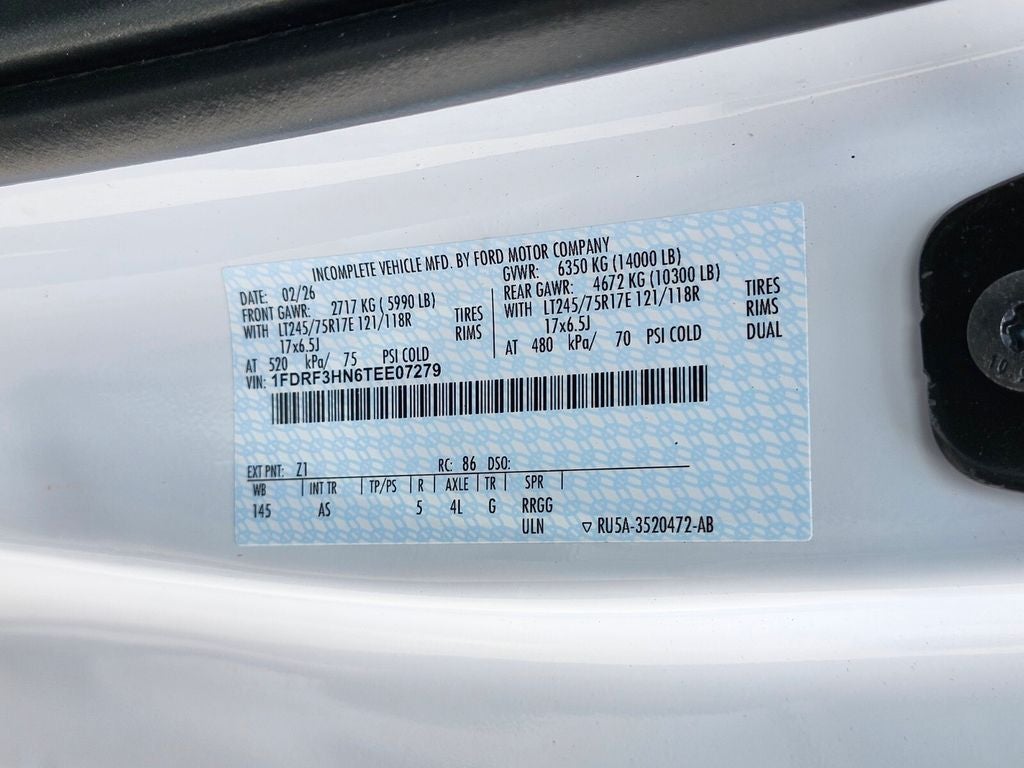 INCOMPLETE VEHICLE MFD. BY FORD MOTOR COMPANY
DATE: 02/26 GVWR: 6350 KG (14000 LB)
FRONT GAWR: 2717 KG ( 5990 LB) REAR GAWR: 4672 KG (10300 LB)
WITH LT245/75R17E 121/118R TIRES WITH LT245/75R17E 121/118R TIRES
17x6.5J RIMS 17x6.5J RIMS
AT 520 kPa/ 75 PSI COLD AT 480 kPa/ 70 PSI COLD DUAL
VIN: 1FDRF3HN6TEE07279
EXT PNT: Z1 RC: 86 DSO:
WB INT TR TP/PS R AXLE TR SPR
145 AS 5 4L G RRGG
ULN ▽ RU5A-3520472-AB